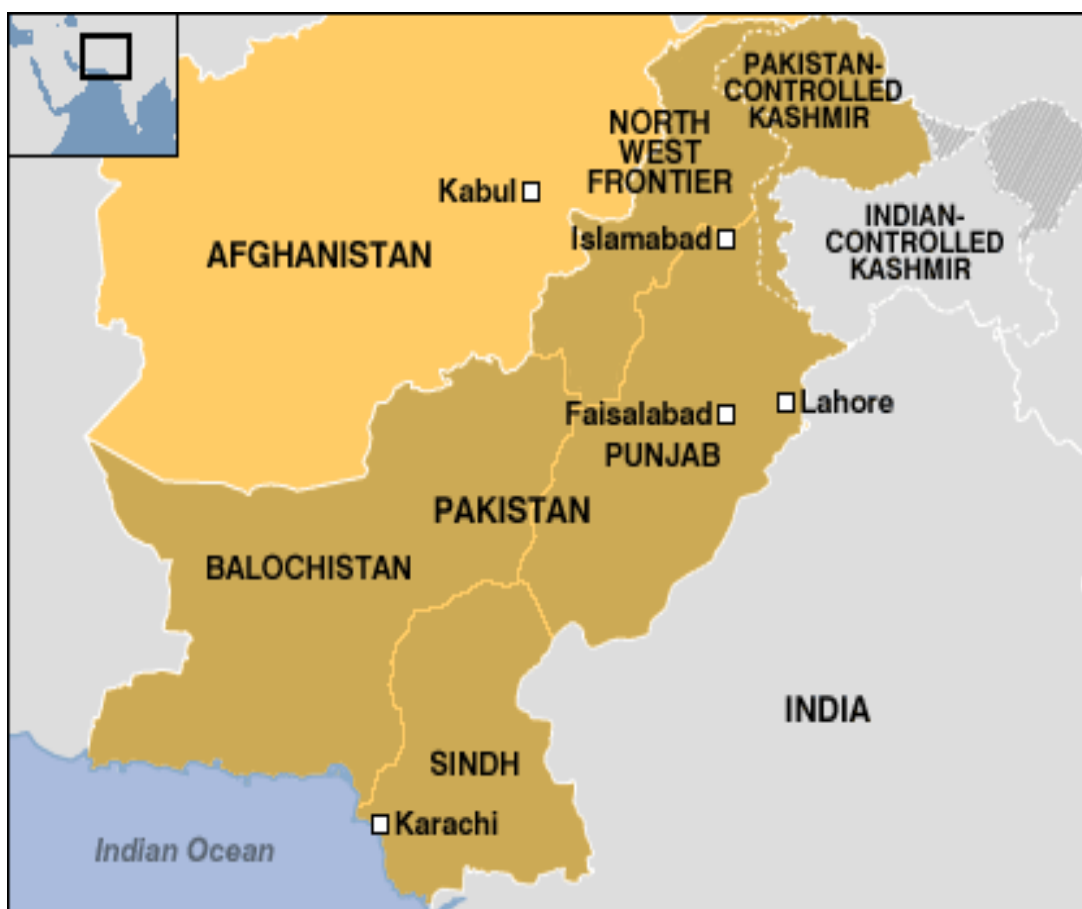 PAKISTAN-
CONTROLLED
KASHMIR
NORTH
WEST
FRONTIER
Kabul
INDIAN-
CONTROLLED
KASHMIR
Islamabad
AFGHANISTAN
Faisalabad
Lahore
PUNJAB
PAKISTAN
BALOCHISTAN
INDIA
SINDH
Karachi
Indian Ocean